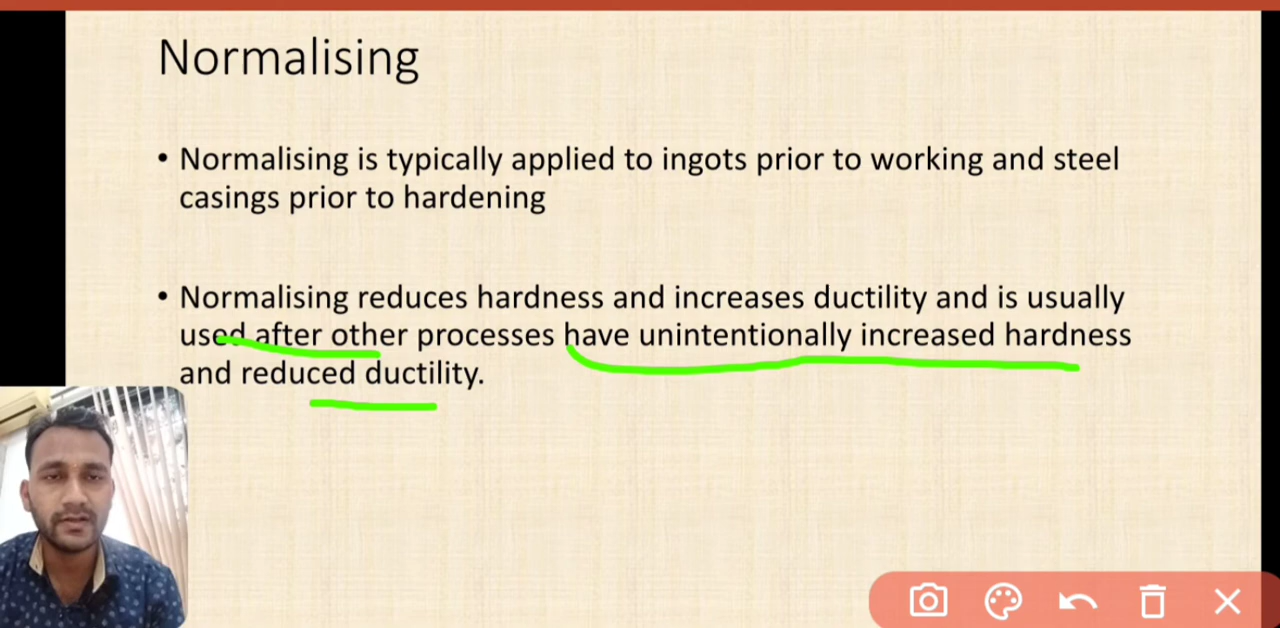 Normalising
• Normalising is typically applied to ingots prior to working and steel
casings prior to hardening
• Normalising reduces hardness and increases ductility and is usually
used after other processes have unintentionally increased hardness
and reduced ductility.